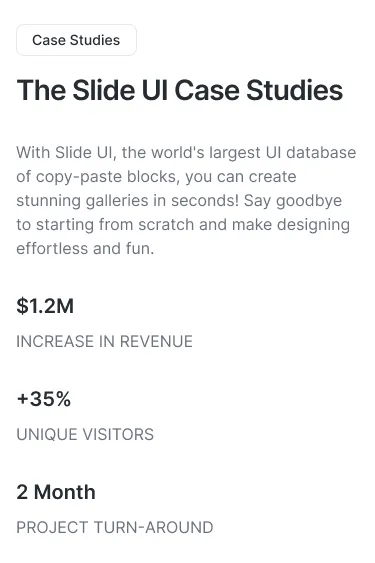 Case Studies
The Slide UI Case Studies
With Slide UI, the world's largest UI database
of copy-paste blocks, you can create
stunning galleries in seconds! Say goodbye
to starting from scratch and make designing
effortless and fun.
$1.2M
INCREASE IN REVENUE
+35%
UNIQUE VISITORS
2 Month
PROJECT TURN-AROUND